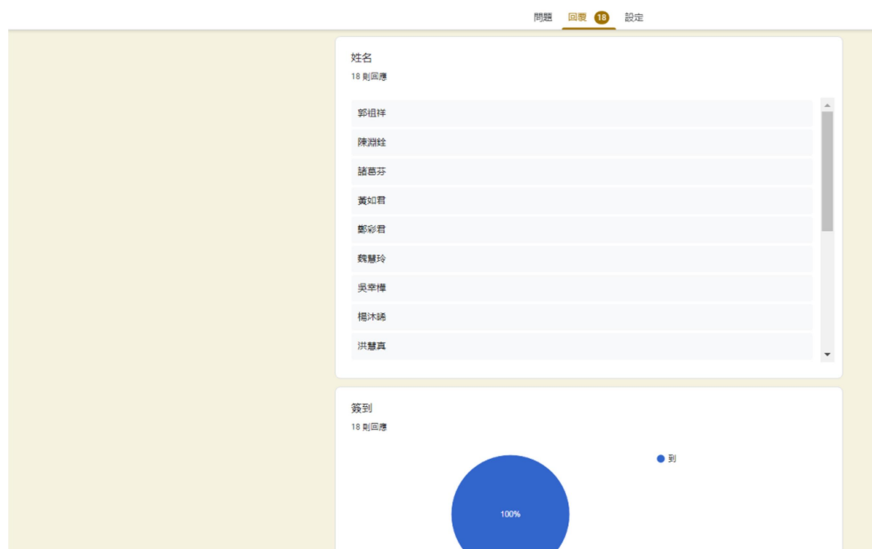 問題 回覆 18 設定
姓名
18 則回應
郭祖祥
陳淵銓
諸葛芬
黃如君
鄭彩君
魏慧玲
吳幸樺
楊沐晞
洪慧真
簽到
18 則回應
到
100%